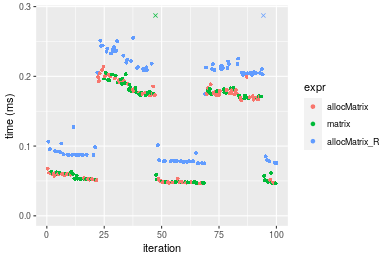 0.3
0.2
0.1
0.0
time (ms)
0
25
50
75
100
iteration
expr
allocMatrix
matrix
allocMatrix_R